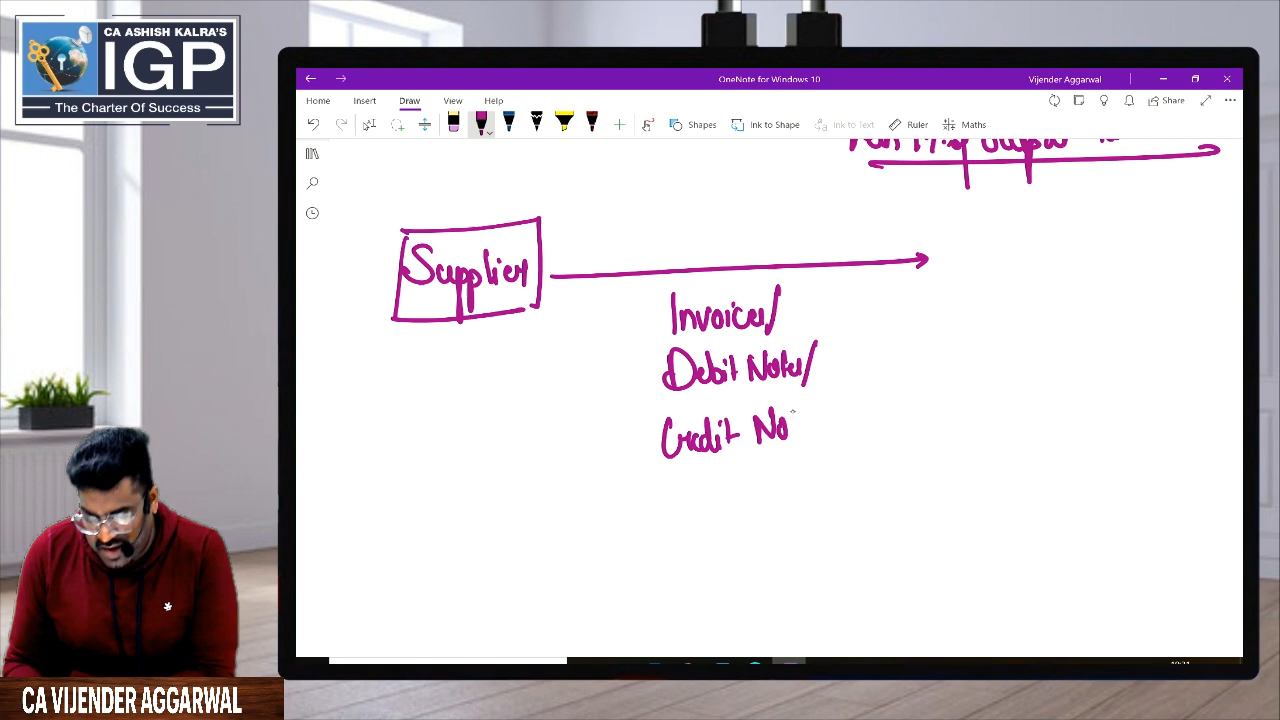 CA ASHISH KALRA'S
IGP
The Charter Of Success
OneNote for Windows 10
Vijender Aggarwal
Home Insert Draw View Help
Share
Shapes Ink to Shape Ink to Text Ruler Maths
Supplier
Invoice/
Debit Note/
Credit No
CA VIJENDER AGGARWAL